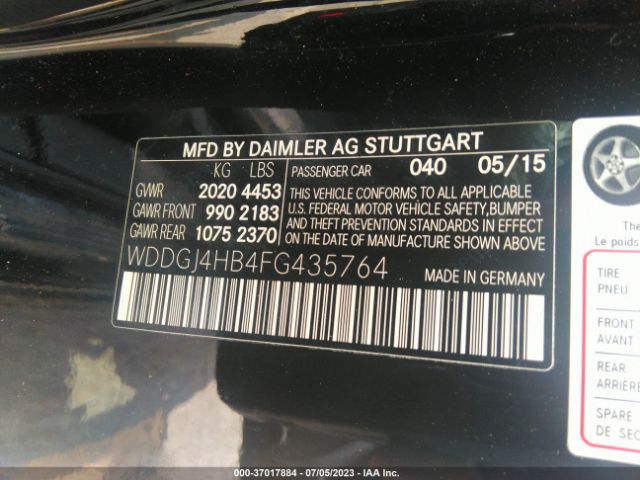 MFD BY DAIMLER AG STUTTGART
KG LBS
GVWR 2020 4453
GAWR FRONT 990 2183
GAWR REAR 1075 2370
PASSENGER CAR 040 05/15
THIS VEHICLE CONFORMS TO ALL APPLICABLE
U.S. FEDERAL MOTOR VEHICLE SAFETY,BUMPER
AND THEFT PREVENTION STANDARDS IN EFFECT
ON THE DATE OF MANUFACTURE SHOWN ABOVE.
WDDGJ4HB4FG435764
MADE IN GERMANY
The
Le poids
TIRE
PNEU
FRONT
AVANT
REAR
ARRIÈRE
SPARE
DE SEC
000-37017884 / 07/05/2023 / IAA Inc.